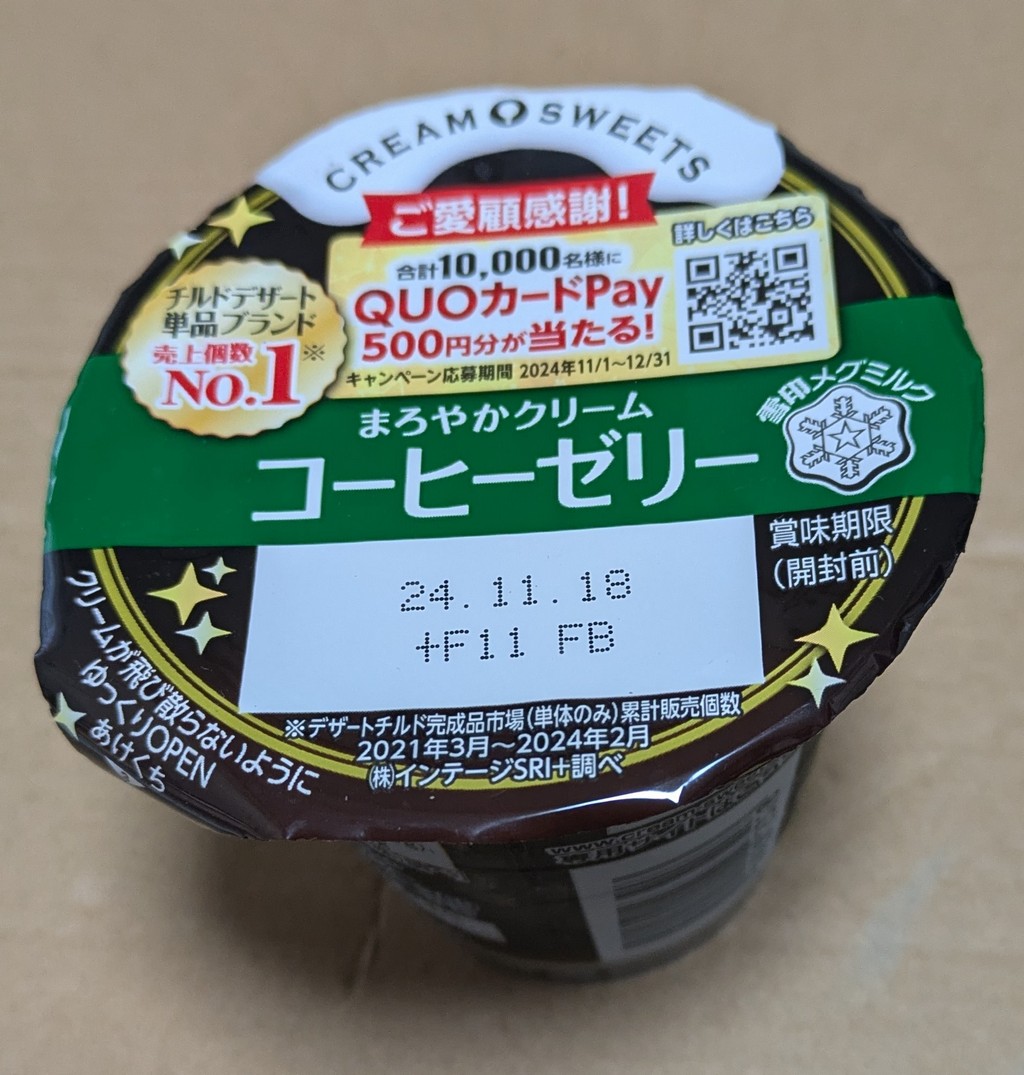 CREAM SWEETS
ご愛顧感謝!
詳しくはこちら
合計10,000名様に
QUOカードPay
500円分が当たる!
キャンペーン応募期間 2024年11/1~12/31
チルドデザート
単品ブランド
売上個数
No.1※
雪印メグミルク
まろやかクリーム
コーヒーゼリー
賞味期限
(開封前)
24.11.18
+F11 FB
※デザートチルド完成品市場(単体のみ)累計販売個数
2021年3月~2024年2月
㈱インテージSRI+調べ
クリームが飛び散らないように
ゆっくりOPEN
あけくち